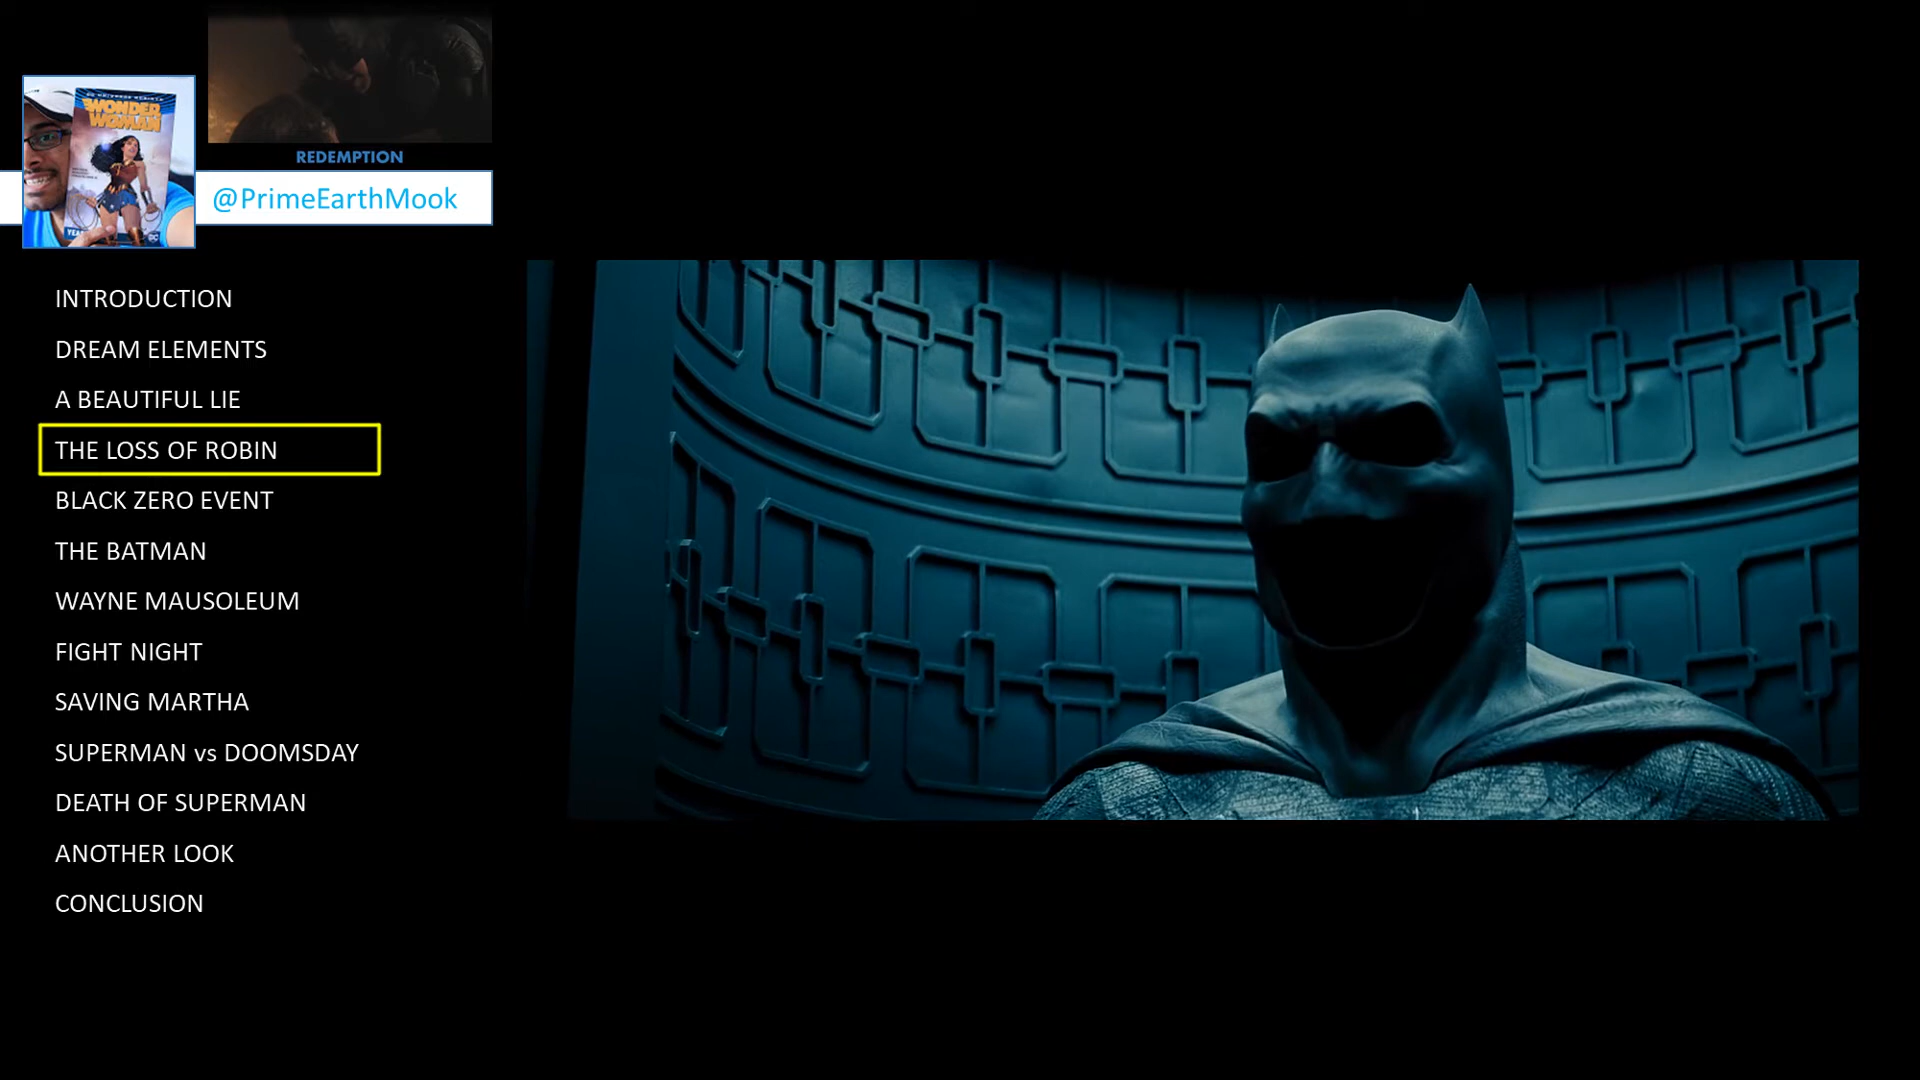 WONDER
WOMAN
REDEMPTION
@PrimeEarthMook
INTRODUCTION
DREAM ELEMENTS
A BEAUTIFUL LIE
THE LOSS OF ROBIN
BLACK ZERO EVENT
THE BATMAN
WAYNE MAUSOLEUM
FIGHT NIGHT
SAVING MARTHA
SUPERMAN vs DOOMSDAY
DEATH OF SUPERMAN
ANOTHER LOOK
CONCLUSION